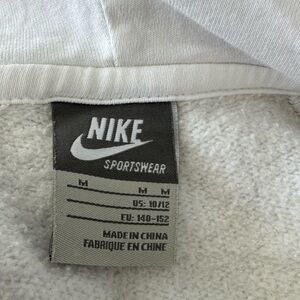 NIKE
SPORTSWEAR
M M M
US: 10/12
EU: 140-152
MADE IN CHINA
FABRIQUE EN CHINE